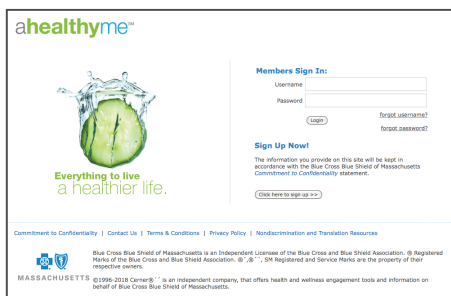 ahealthyme℠
Members Sign In:
Username
Password
Login
forgot username?
forgot password?
Everything to live
a healthier life.
Sign Up Now!
The information you provide on this site will be kept in
accordance with the Blue Cross Blue Shield of Massachusetts
Commitment to Confidentiality statement.
Click here to sign up >>
Commitment to Confidentiality | Contact Us | Terms & Conditions | Privacy Policy | Nondiscrimination and Translation Resources
Blue Cross Blue Shield of Massachusetts is an Independent Licensee of the Blue Cross and Blue Shield Association. ® Registered
Marks of the Blue Cross and Blue Shield Association. ®´,®´´, SM Registered and Service Marks are the property of their
respective owners.
MASSACHUSETTS
©1996-2018 Cerner®´´ is an independent company, that offers health and wellness engagement tools and information on
behalf of Blue Cross Blue Shield of Massachusetts.